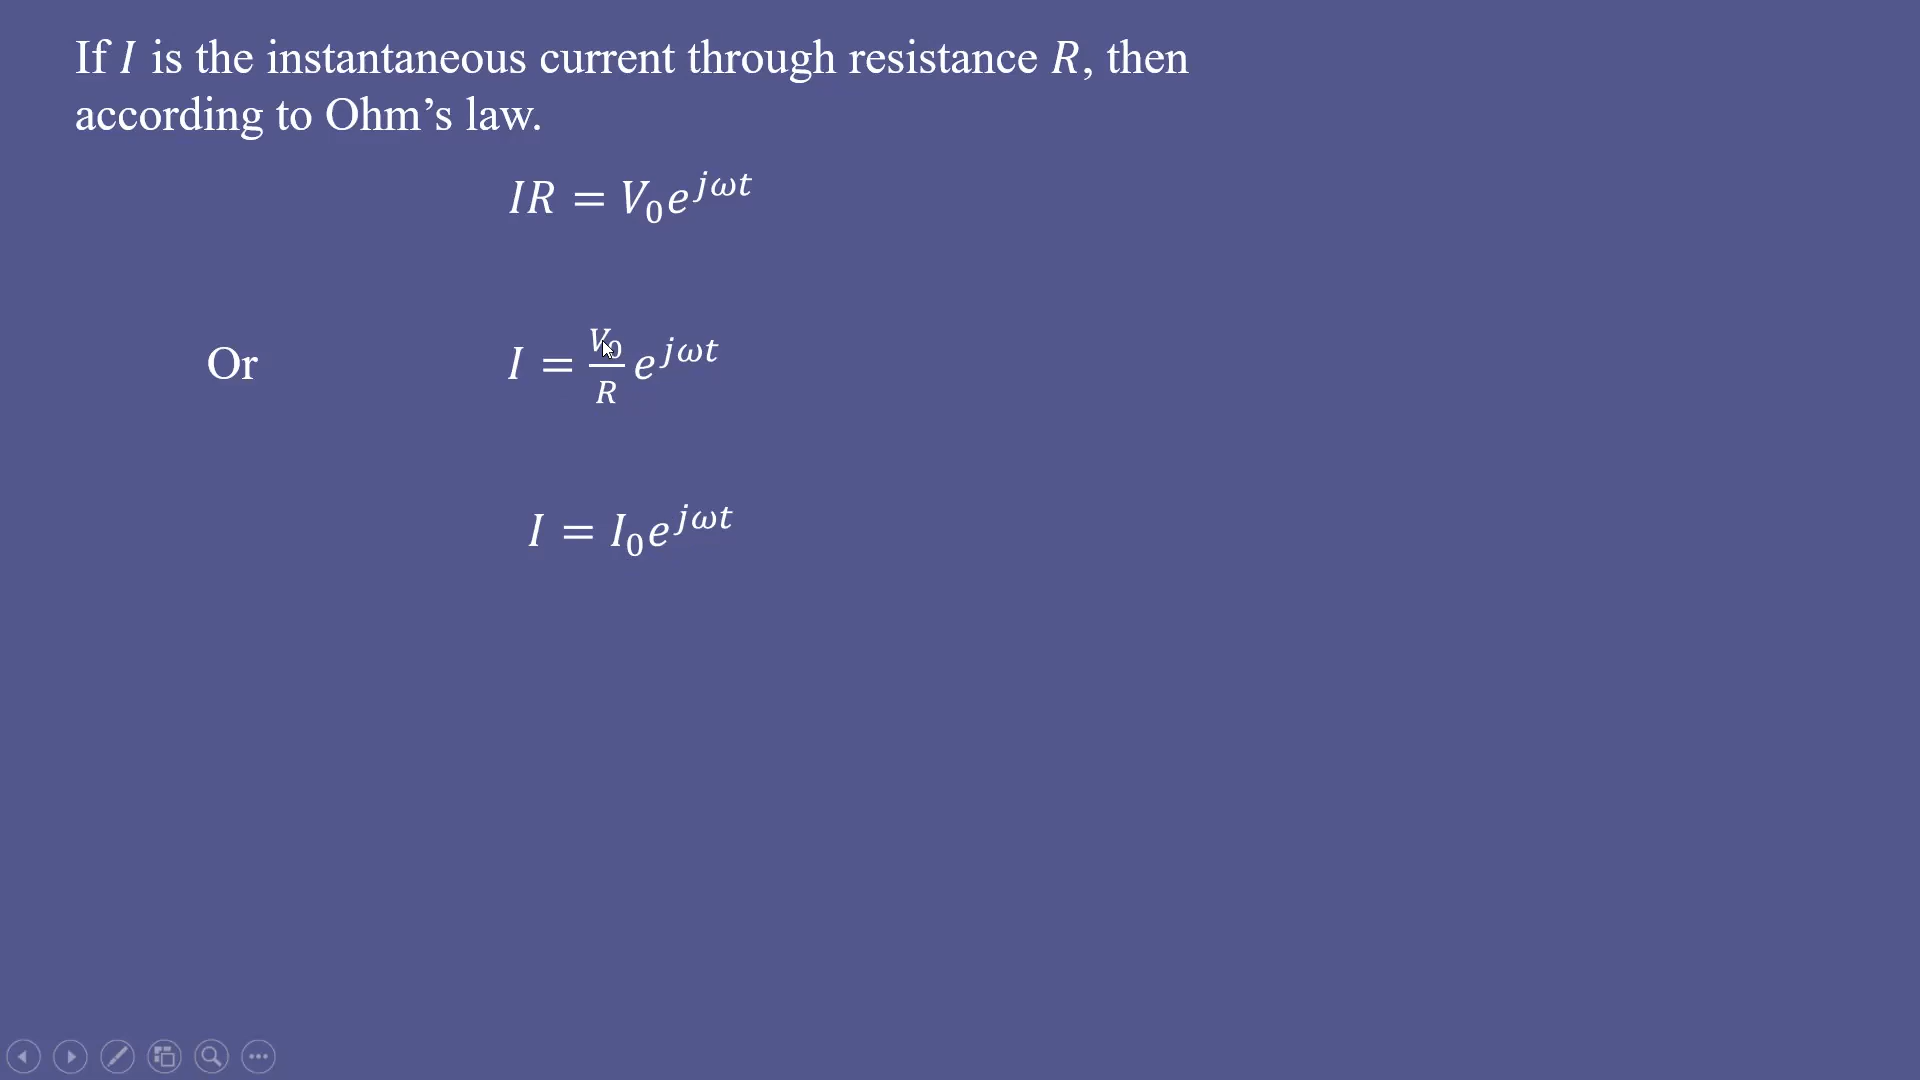 If I is the instantaneous current through resistance R, then
according to Ohm’s law.
IR = V₀e^{jωt}
Or I = \frac{V₀}{R} e^{jωt}
I = I₀e^{jωt}